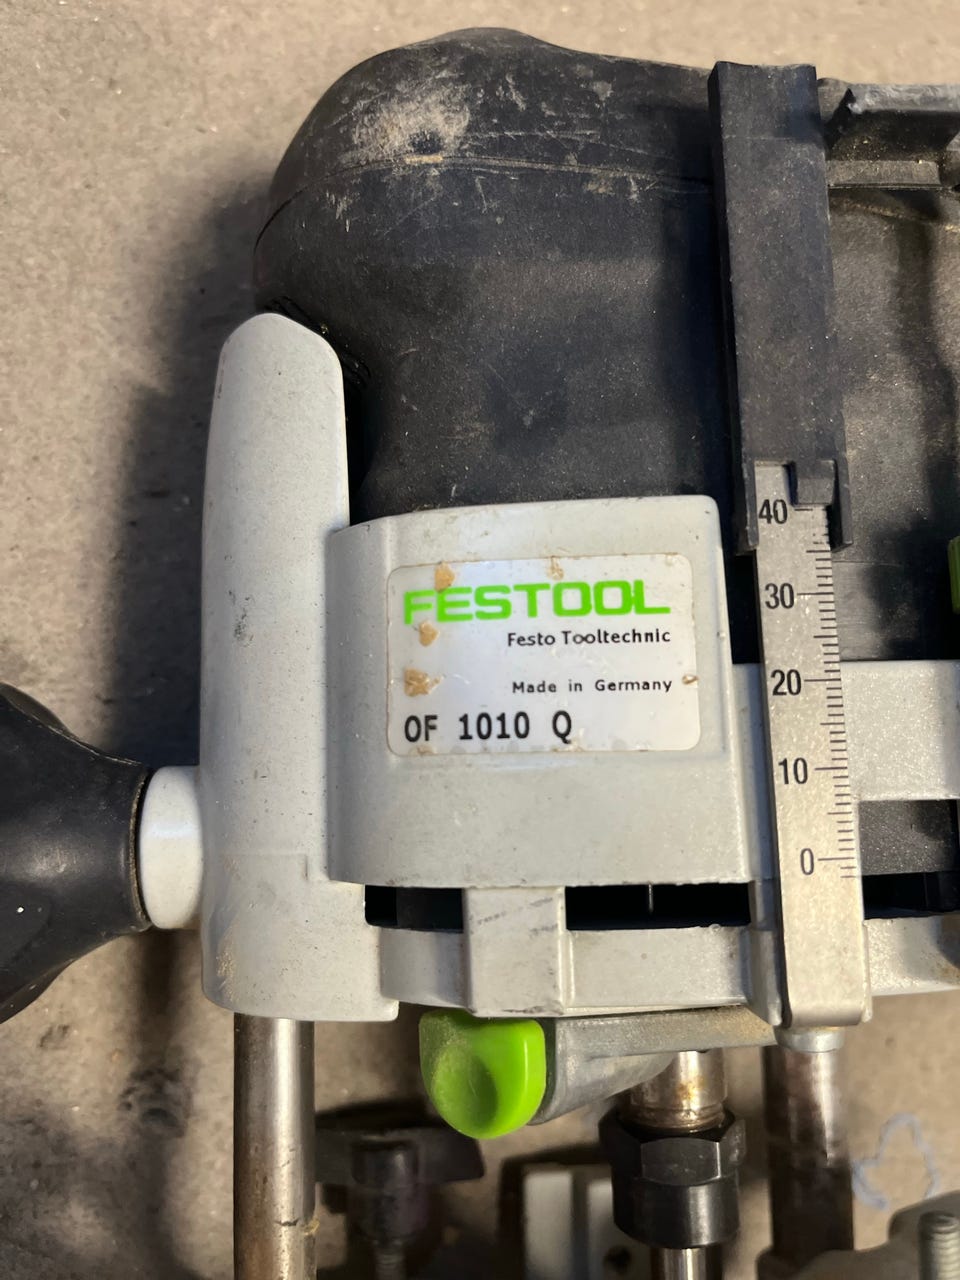 FESTOOL
Festo Tooltechnic
Made in Germany
OF 1010 Q
40
30
20
10
0